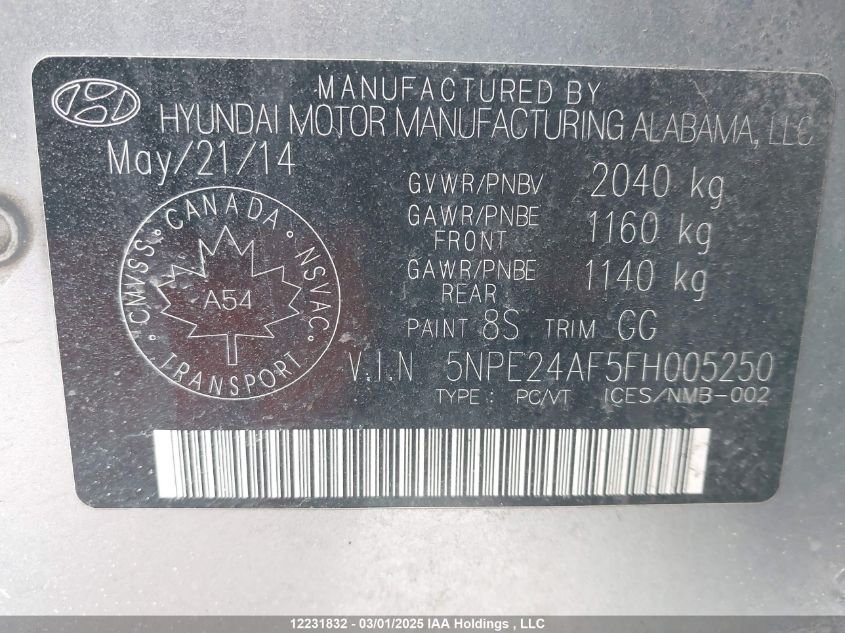 MANUFACTURED BY
HYUNDAI MOTOR MANUFACTURING ALABAMA, LLC
May/21/14
GVWR/PNBV 2040 kg
GAWR/PNBE FRONT 1160 kg
GAWR/PNBE REAR 1140 kg
PAINT 8S TRIM GG
CANADA
CMVSS NSVAC
A54
TRANSPORT
V.I.N 5NPE24AF5FH005250
TYPE: PC/VT ICES/NMB-002
12231832 - 03/01/2025 IAA Holdings , LLC